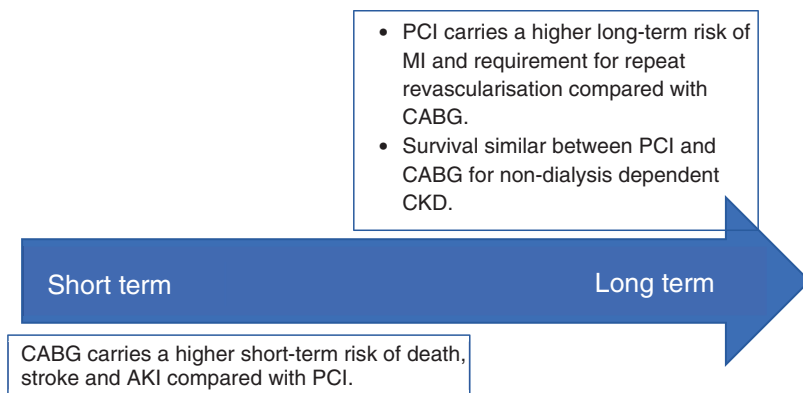 • PCI carries a higher long-term risk of
MI and requirement for repeat
revascularisation compared with
CABG.
• Survival similar between PCI and
CABG for non-dialysis dependent
CKD.
Short term
Long term
CABG carries a higher short-term risk of death,
stroke and AKI compared with PCI.